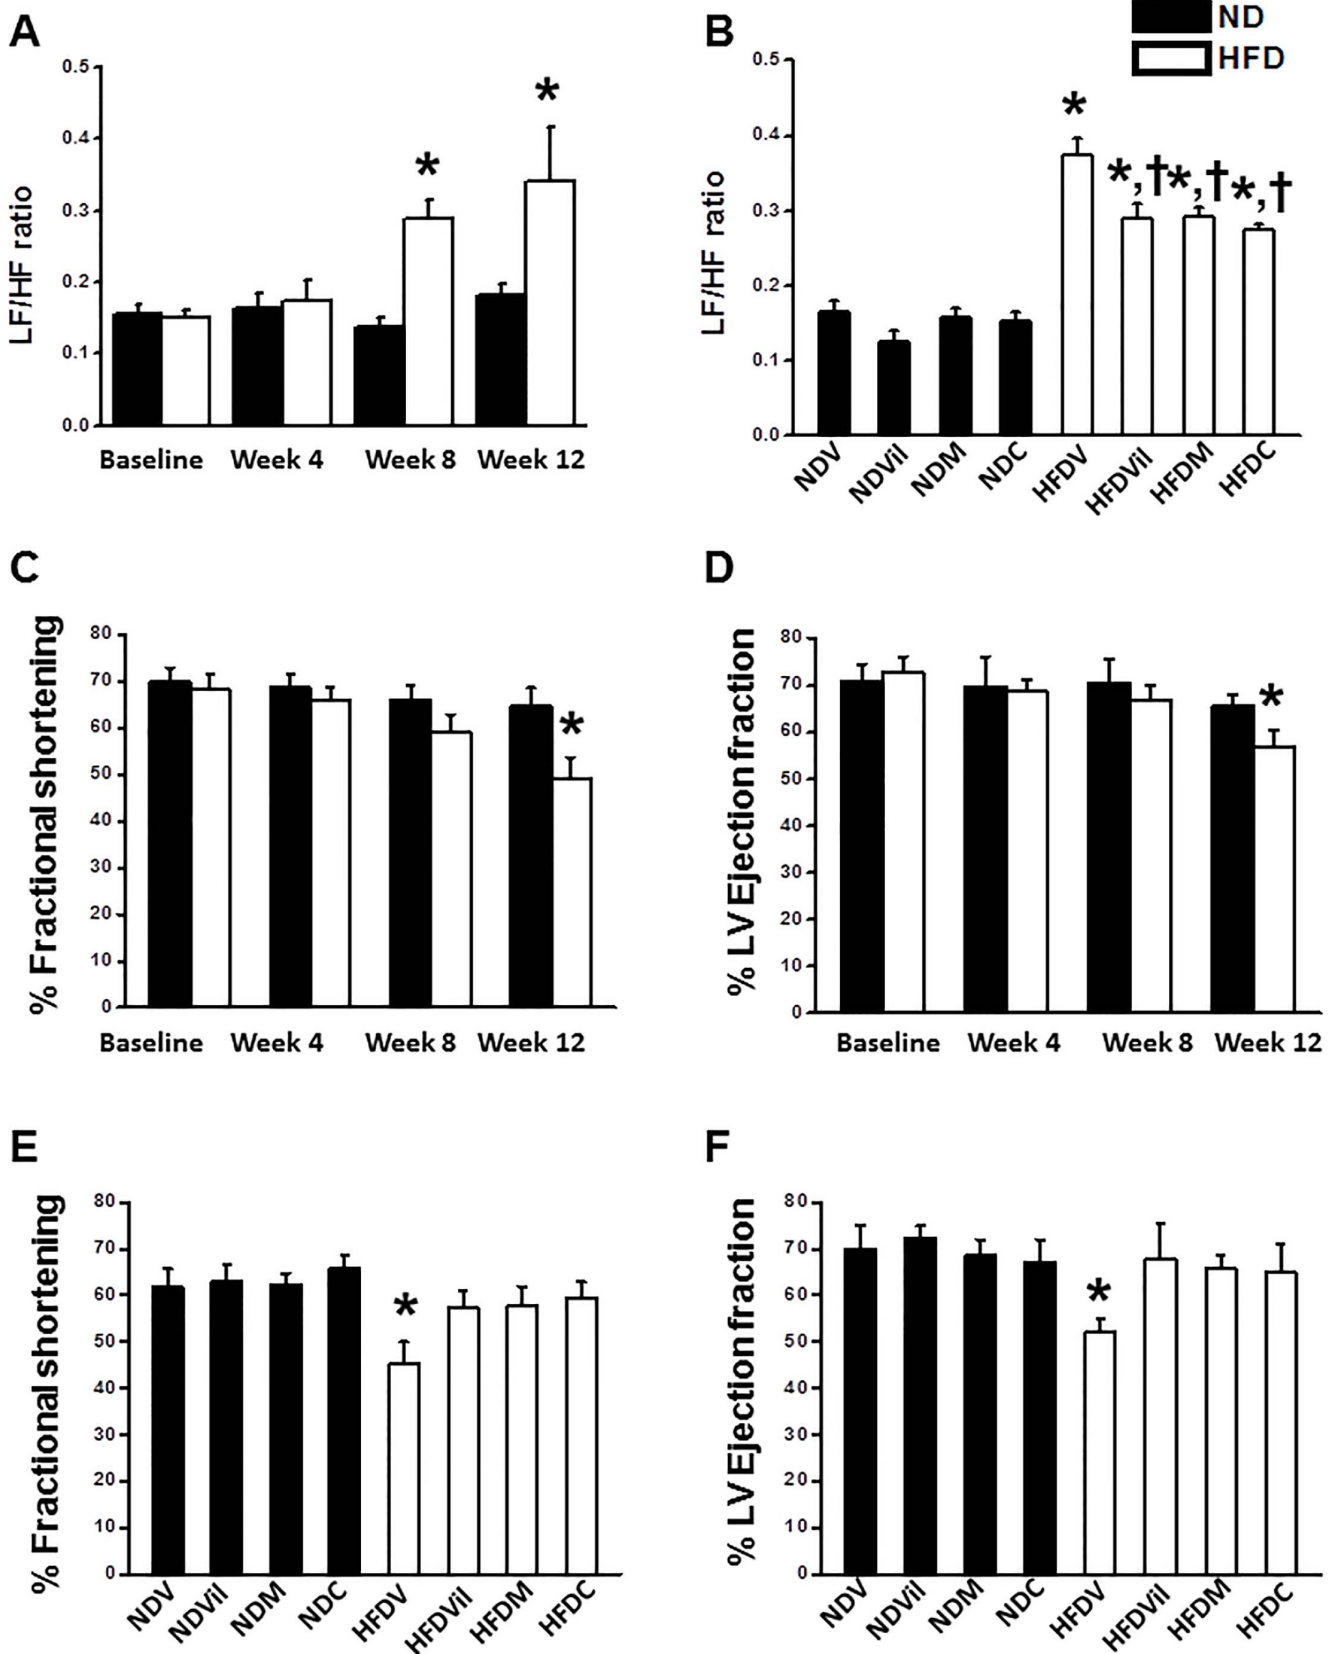 A
LF/HF ratio
0.5
0.4
0.3
0.2
0.1
0.0
*
*
Baseline Week 4 Week 8 Week 12
B
ND
HFD
LF/HF ratio
0.5
0.4
0.3
0.2
0.1
0.0
*
*,† *,† *,†
NDV NDVil NDM NDC HFDV HFDVil HFDM HFDC
C
% Fractional shortening
80
70
60
50
40
30
20
10
0
*
Baseline Week 4 Week 8 Week 12
D
% LV Ejection fraction
80
70
60
50
40
30
20
10
0
*
Baseline Week 4 Week 8 Week 12
E
% Fractional shortening
80
70
60
50
40
30
20
10
0
*
NDV NDVil NDM NDC HFDV HFDVil HFDM HFDC
F
% LV Ejection fraction
80
70
60
50
40
30
20
10
0
*
NDV NDVil NDM NDC HFDV HFDVil HFDM HFDC